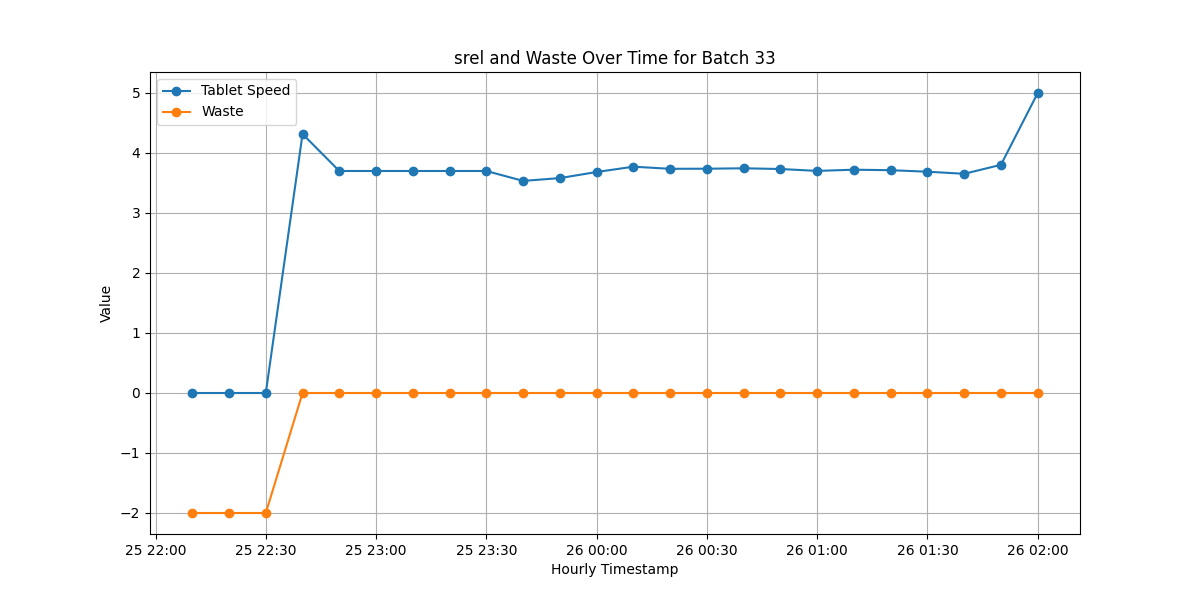 srel and Waste Over Time for Batch 33
Tablet Speed
Waste
Value
5
4
3
2
1
0
−1
−2
25 22:00 25 22:30 25 23:00 25 23:30 26 00:00 26 00:30 26 01:00 26 01:30 26 02:00
Hourly Timestamp